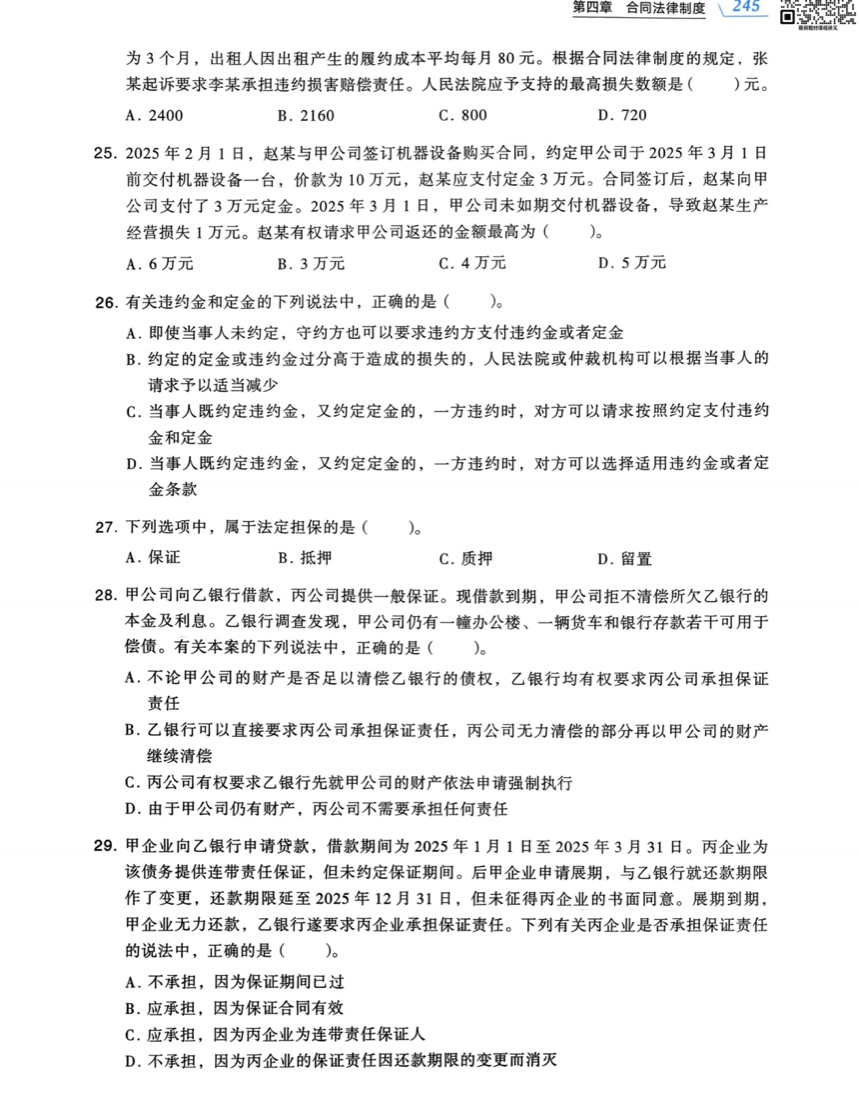 第四章 合同法律制度 245
为 3 个月，出租人因出租产生的履约成本平均每月 80 元。根据合同法律制度的规定，张
某起诉要求李某承担违约损害赔偿责任。人民法院应予支持的最高损失数额是（　　）元。
A. 2400 B. 2160 C. 800 D. 720
25. 2025 年 2 月 1 日，赵某与甲公司签订机器设备购买合同，约定甲公司于 2025 年 3 月 1 日
前交付机器设备一台，价款为 10 万元，赵某应支付定金 3 万元。合同签订后，赵某向甲
公司支付了 3 万元定金。2025 年 3 月 1 日，甲公司未如期交付机器设备，导致赵某生产
经营损失 1 万元。赵某有权请求甲公司返还的金额最高为（　　）。
A. 6 万元 B. 3 万元 C. 4 万元 D. 5 万元
26. 有关违约金和定金的下列说法中，正确的是（　　）。
A. 即使当事人未约定，守约方也可以要求违约方支付违约金或者定金
B. 约定的定金或违约金过分高于造成的损失的，人民法院或仲裁机构可以根据当事人的
请求予以适当减少
C. 当事人既约定违约金，又约定定金的，一方违约时，对方可以请求按照约定支付违约
金和定金
D. 当事人既约定违约金，又约定定金的，一方违约时，对方可以选择适用违约金或者定
金条款
27. 下列选项中，属于法定担保的是（　　）。
A. 保证 B. 抵押 C. 质押 D. 留置
28. 甲公司向乙银行借款，丙公司提供一般保证。现借款到期，甲公司拒不清偿所欠乙银行的
本金及利息。乙银行调查发现，甲公司仍有一幢办公楼、一辆货车和银行存款若干可用于
偿债。有关本案的下列说法中，正确的是（　　）。
A. 不论甲公司的财产是否足以清偿乙银行的债权，乙银行均有权要求丙公司承担保证
责任
B. 乙银行可以直接要求丙公司承担保证责任，丙公司无力清偿的部分再以甲公司的财产
继续清偿
C. 丙公司有权要求乙银行先就甲公司的财产依法申请强制执行
D. 由于甲公司仍有财产，丙公司不需要承担任何责任
29. 甲企业向乙银行申请贷款，借款期间为 2025 年 1 月 1 日至 2025 年 3 月 31 日。丙企业为
该债务提供连带责任保证，但未约定保证期间。后甲企业申请展期，与乙银行就还款期限
作了变更，还款期限延至 2025 年 12 月 31 日，但未征得丙企业的书面同意。展期到期，
甲企业无力还款，乙银行遂要求丙企业承担保证责任。下列有关丙企业是否承担保证责任
的说法中，正确的是（　　）。
A. 不承担，因为保证期间已过
B. 应承担，因为保证合同有效
C. 应承担，因为丙企业为连带责任保证人
D. 不承担，因为丙企业的保证责任因还款期限的变更而消灭